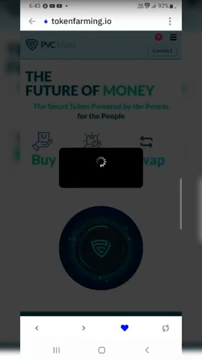 6:43
92%
tokenfarming.io
PVC
Connect
THE
FUTURE OF MONEY
The Smart Token Powered by the People
for the People
Buy